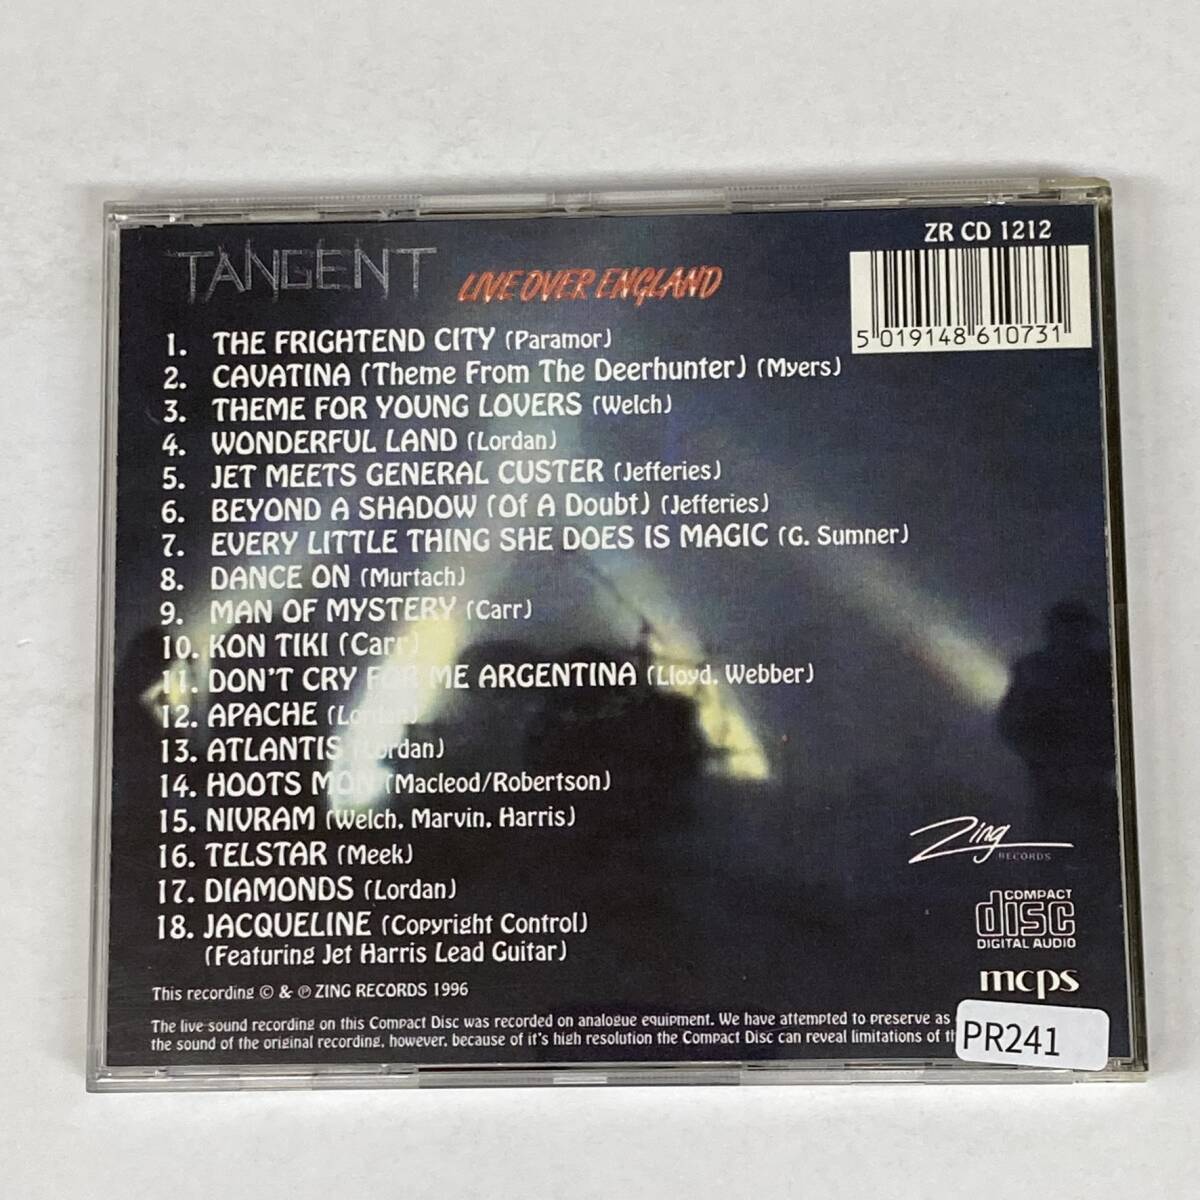 TANGENT LIVE OVER ENGLAND
ZR CD 1212
5 019148 610731
1. THE FRIGHTEND CITY (Paramor)
2. CAVATINA (Theme From The Deerhunter) (Myers)
3. THEME FOR YOUNG LOVERS (Welch)
4. WONDERFUL LAND (Lordan)
5. JET MEETS GENERAL CUSTER (Jefferies)
6. BEYOND A SHADOW (Of A Doubt) (Jefferies)
7. EVERY LITTLE THING SHE DOES IS MAGIC (G. Sumner)
8. DANCE ON (Murtach)
9. MAN OF MYSTERY (Carr)
10. KON TIKI (Carr)
11. DON'T CRY FOR ME ARGENTINA (Lloyd. Webber)
12. APACHE (Lordan)
13. ATLANTIS (Lordan)
14. HOOTS MON (Macleod/Robertson)
15. NIVRAM (Welch. Marvin. Harris)
16. TELSTAR (Meek)
17. DIAMONDS (Lordan)
18. JACQUELINE (Copyright Control)
(Featuring Jet Harris Lead Guitar)
Zing
RECORDS
COMPACT
disc
DIGITAL AUDIO
mcps
This recording © & ℗ ZING RECORDS 1996
The live sound recording on this Compact Disc was recorded on analogue equipment. We have attempted to preserve as
the sound of the original recording, however, because of it's high resolution the Compact Disc can reveal limitations of
PR241